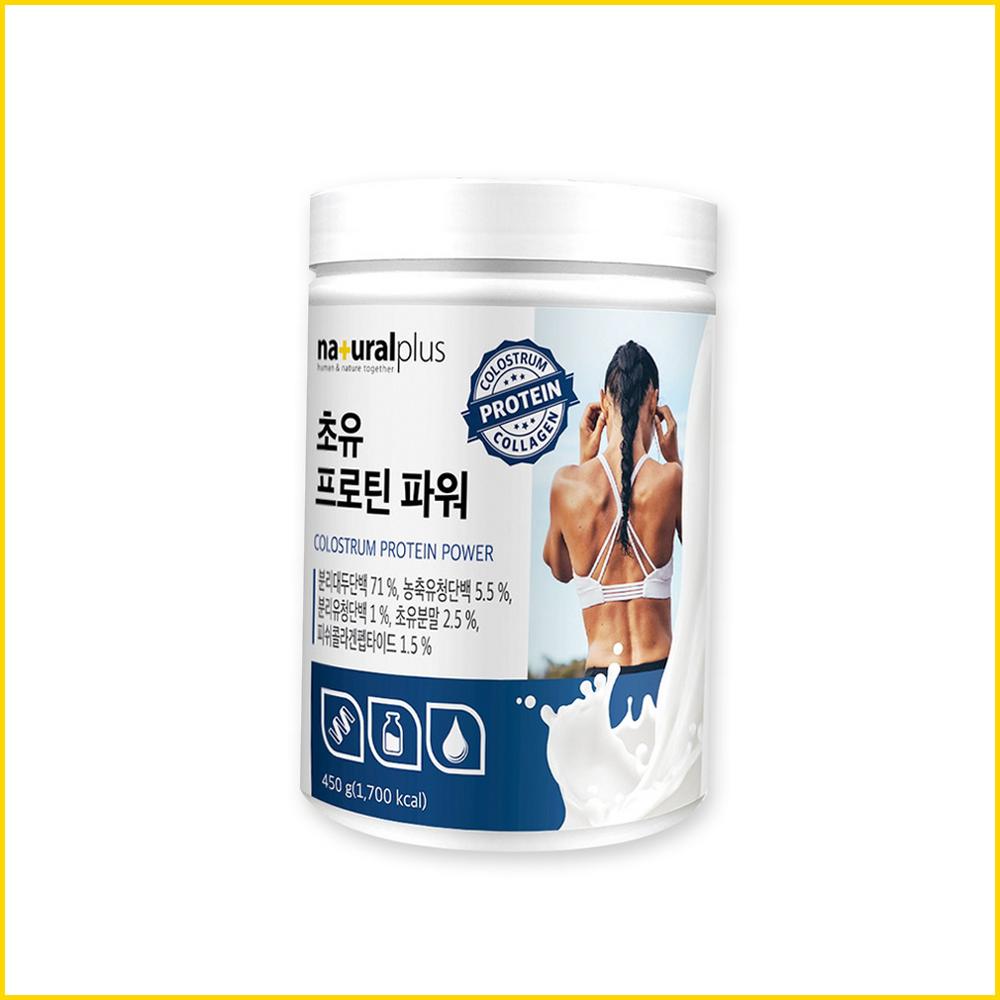 na+uralplus
human & nature together
COLOSTRUM
PROTEIN
COLLAGEN
초유
프로틴 파워
COLOSTRUM PROTEIN POWER
분리대두단백 71 %, 농축유청단백 5.5 %,
분리유청단백 1 %, 초유분말 2.5 %,
피쉬콜라겐펩타이드 1.5 %
450 g(1,700 kcal)